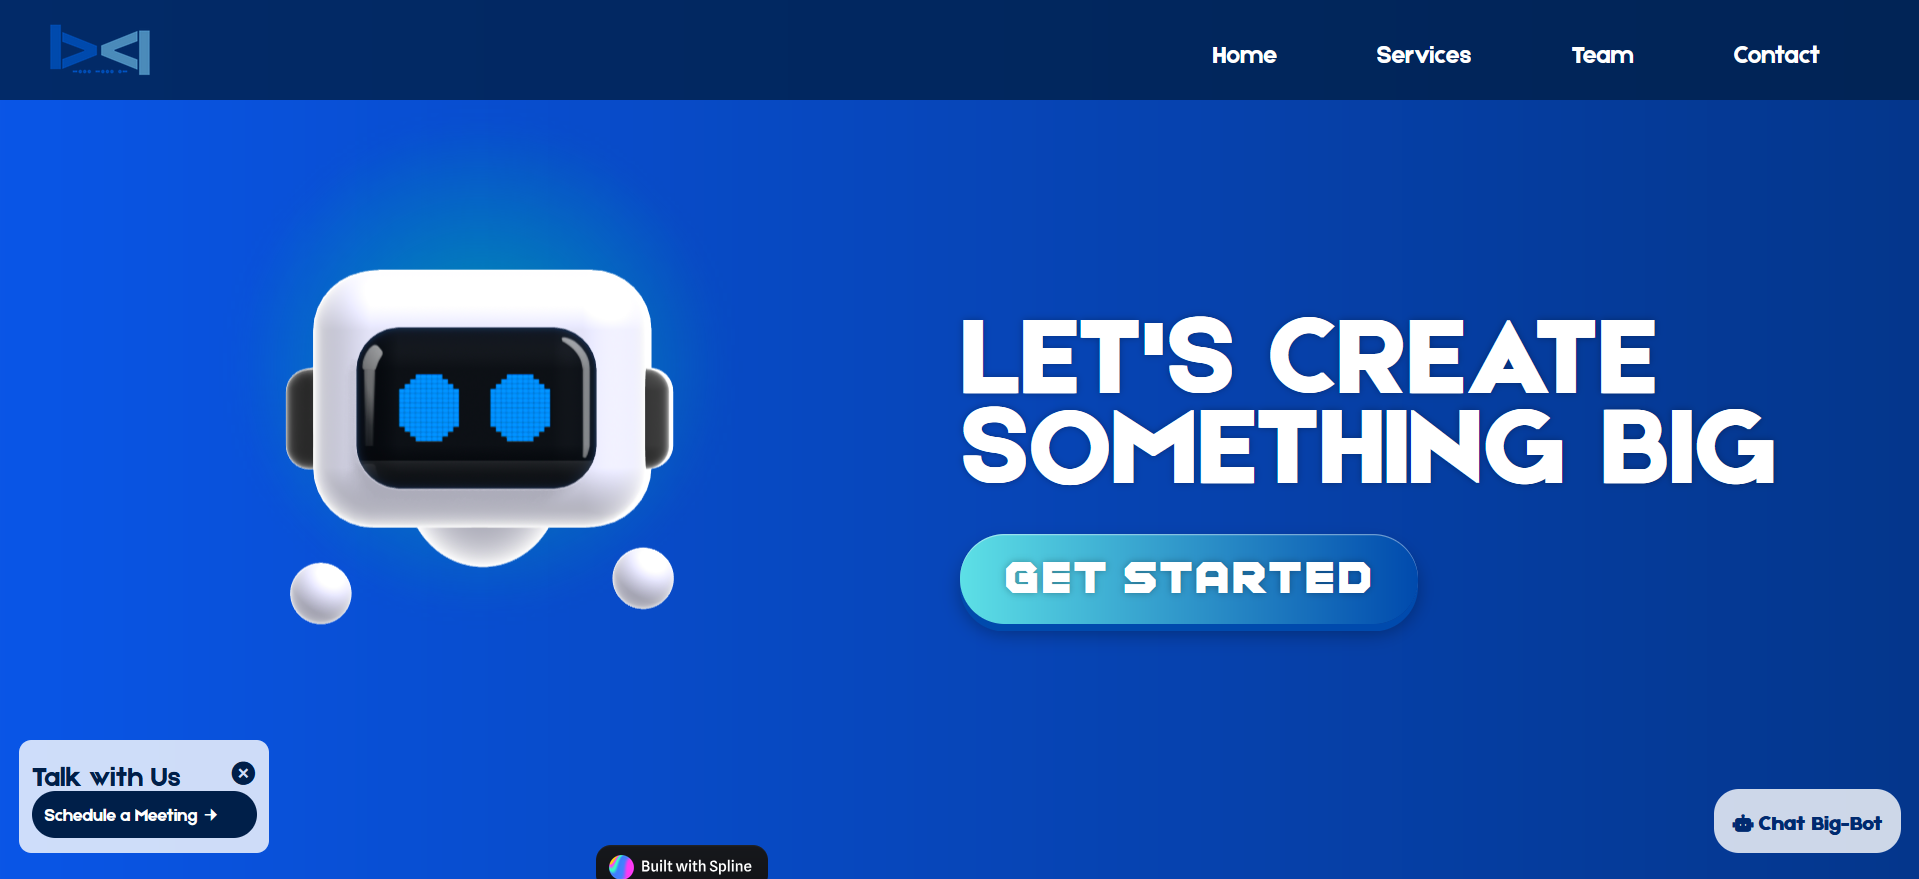 Home
Services
Team
Contact
LET'S CREATE
SOMETHING BIG
GET STARTED
Talk with Us
Schedule a Meeting
Chat Big-Bot
Built with Spline